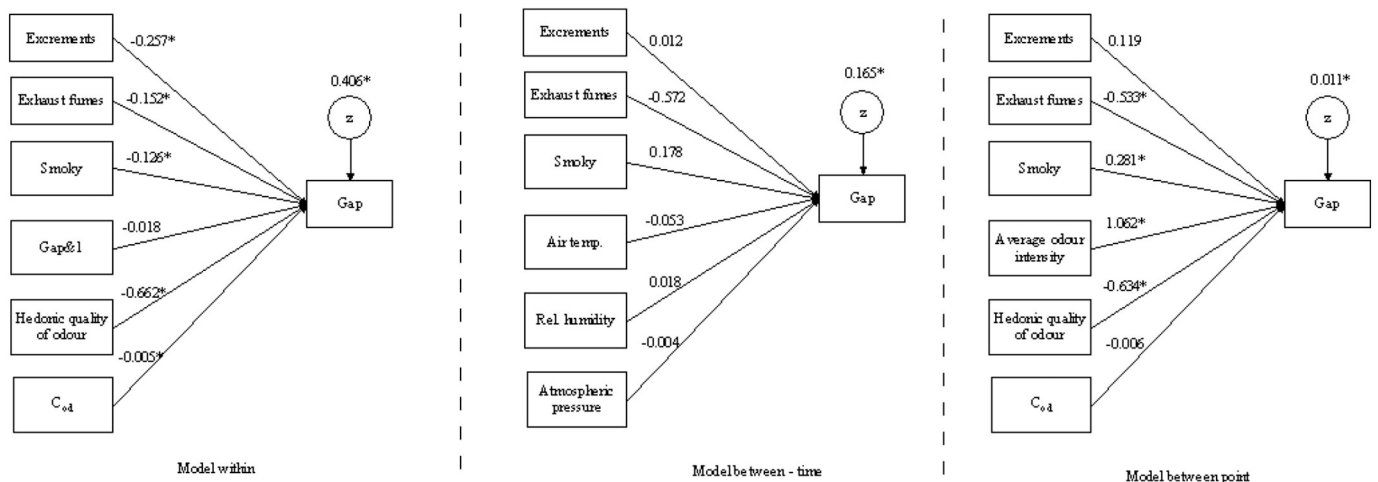 Excrements
-0.257*
Exhaust fumes
-0.152*
Smoky
-0.126*
Gap&1
-0.018
Hedonic quality
of odour
-0.662*
C_od
-0.005*
0.406*
z
Gap
Model within
Excrements
0.012
Exhaust fumes
-0.572
Smoky
0.178
Air temp.
-0.053
Rel. humidity
0.018
Atmospheric
pressure
-0.004
0.165*
z
Gap
Model between - time
Excrements
0.119
Exhaust fumes
-0.533*
Smoky
0.281*
Average odour
intensity
1.062*
Hedonic quality
of odour
-0.634*
C_od
-0.006
0.011*
z
Gap
Model between point